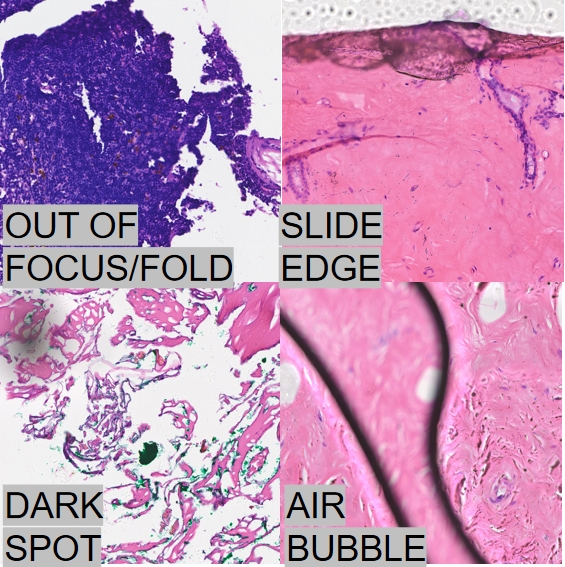 OUT OF
FOCUS/FOLD
SLIDE
EDGE
DARK
SPOT
AIR
BUBBLE